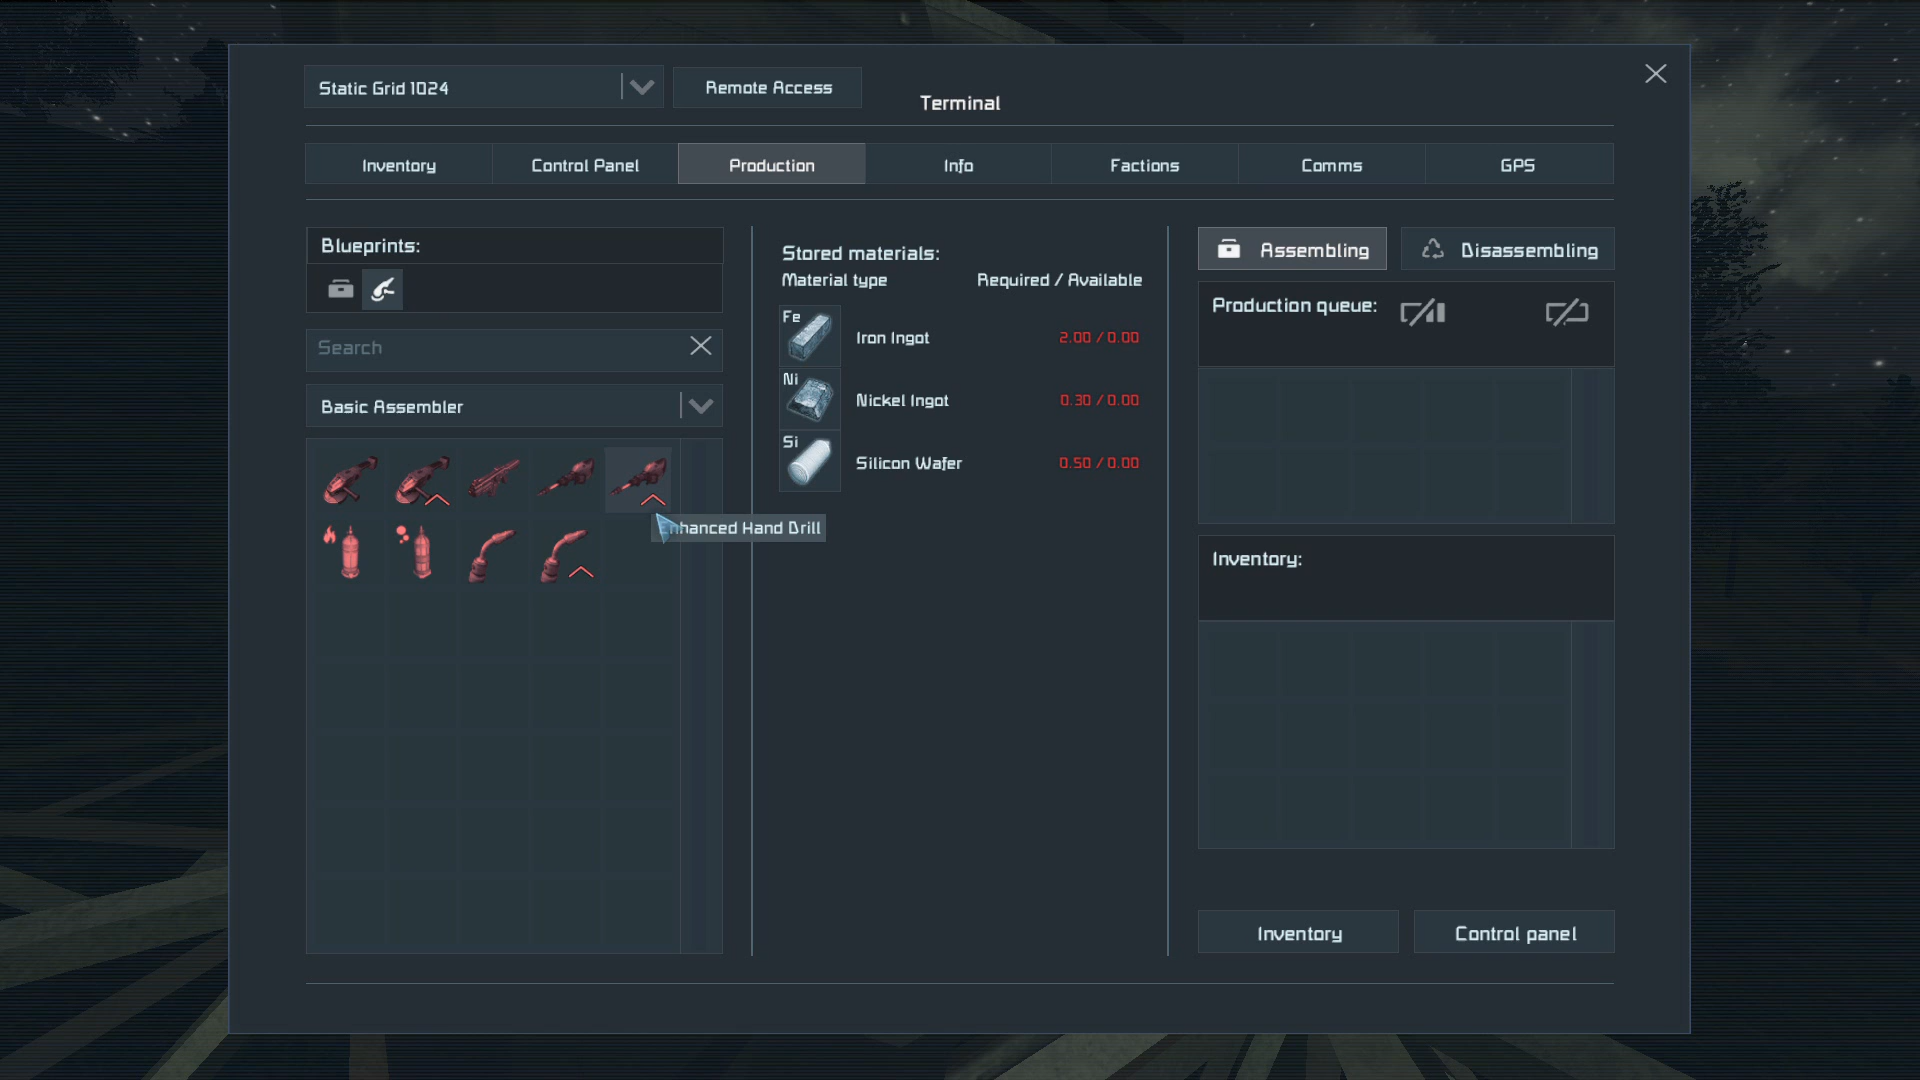 Static Grid 1024
Remote Access
Terminal
Inventory
Control Panel
Production
Info
Factions
Comms
GPS
Blueprints:
Search
Basic Assembler
Enhanced Hand Drill
Stored materials:
Material type
Required / Available
Fe
Iron Ingot
2.00 / 0.00
Ni
Nickel Ingot
0.30 / 0.00
Si
Silicon Wafer
0.50 / 0.00
Assembling
Disassembling
Production queue:
Inventory:
Inventory
Control panel